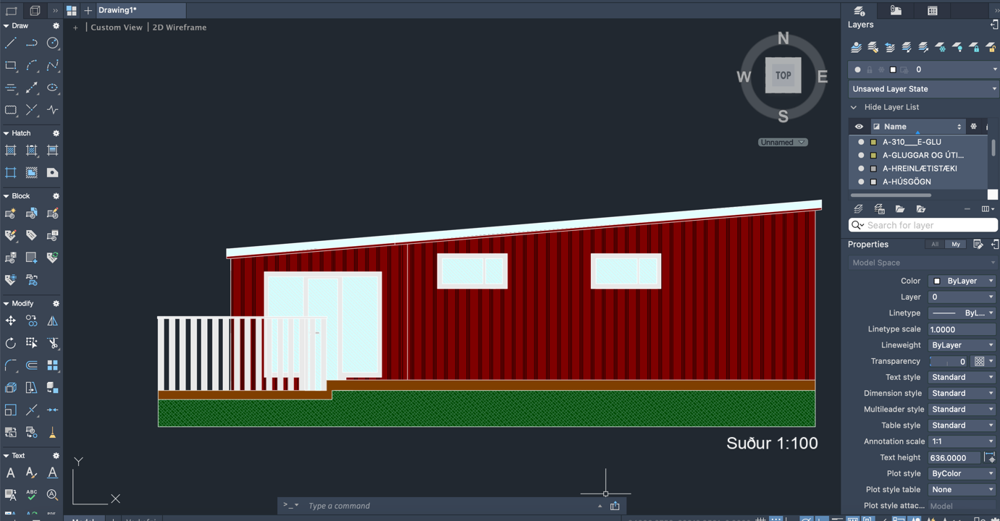 Drawing1*
Draw
Hatch
Block
Modify
Text
+ | Custom View | 2D Wireframe
N
W TOP E
S
Unnamed
Suður 1:100
Y
X
>_ Type a command
Model
Layers
0
Unsaved Layer State
Hide Layer List
Name
A-310___E-GLU
A-GLUGGAR OG ÚTI...
A-HREINLÆTISTÆKI
A-HÚSGÖGN
Search for layer
Properties All My
Model Space
Color ByLayer
Layer 0
Linetype ByL...
Linetype scale 1.0000
Lineweight ByLayer
Transparency 0
Text style Standard
Dimension style Standard
Multileader style Standard
Table style Standard
Annotation scale 1:1
Text height 636.0000
Plot style ByColor
Plot style table None
Plot style attac... Model